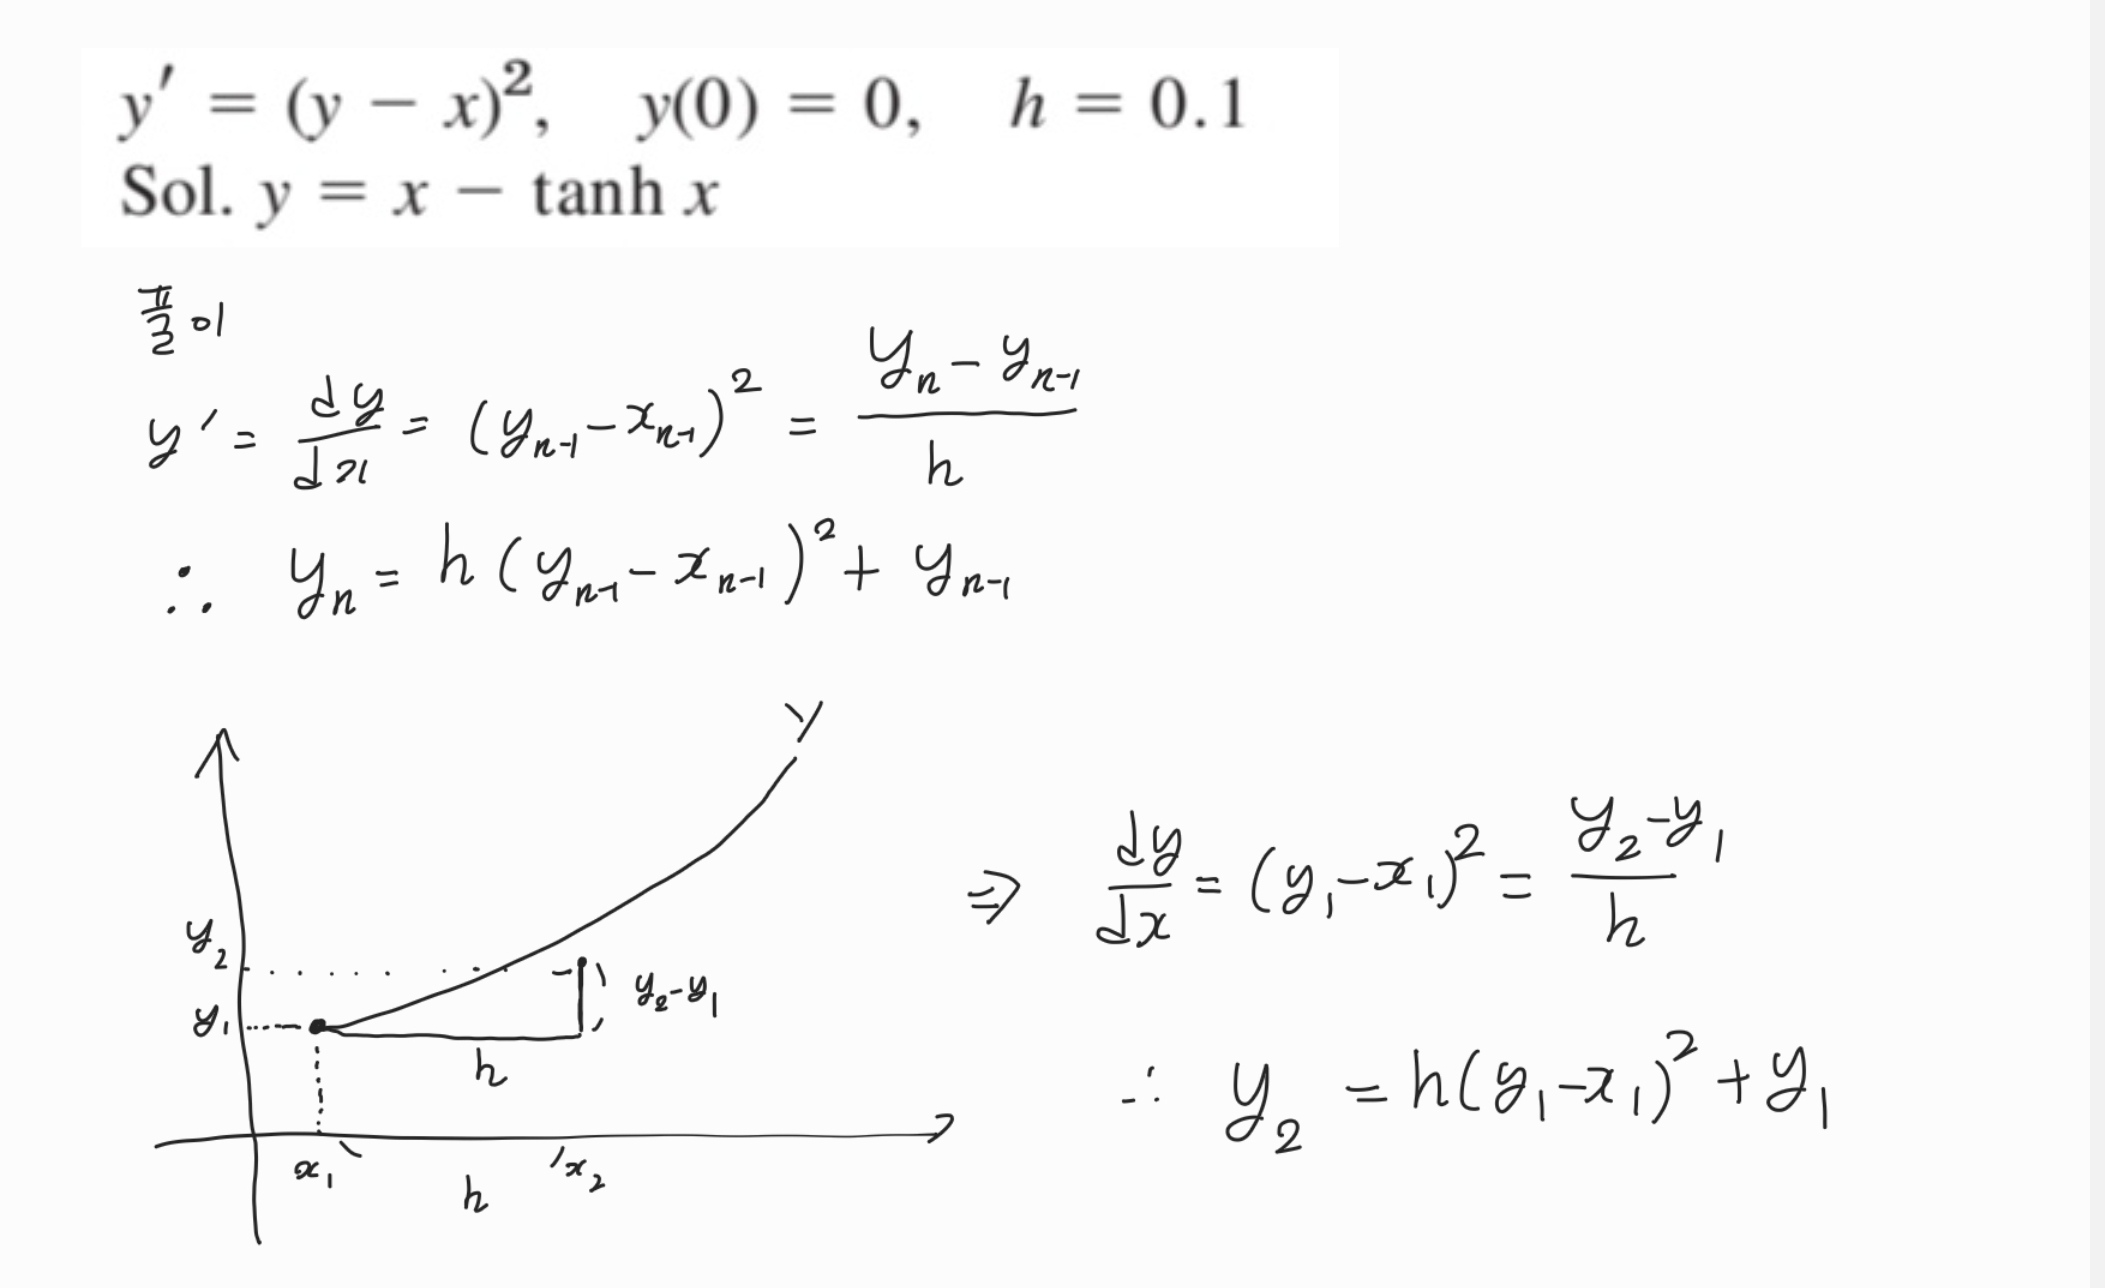 y′ = (y − x)², y(0) = 0, h = 0.1
Sol. y = x − tanh x
풀이
y′ = dy/dx = (yₙ₋₁ − xₙ₋₁)² = (yₙ − yₙ₋₁)/h
∴ yₙ = h(yₙ₋₁ − xₙ₋₁)² + yₙ₋₁
y
y₂
y₁
y₂−y₁
h
x₁
h
x₂
⇒ dy/dx = (y₁−x₁)² = (y₂−y₁)/h
∴ y₂ = h(y₁−x₁)² + y₁